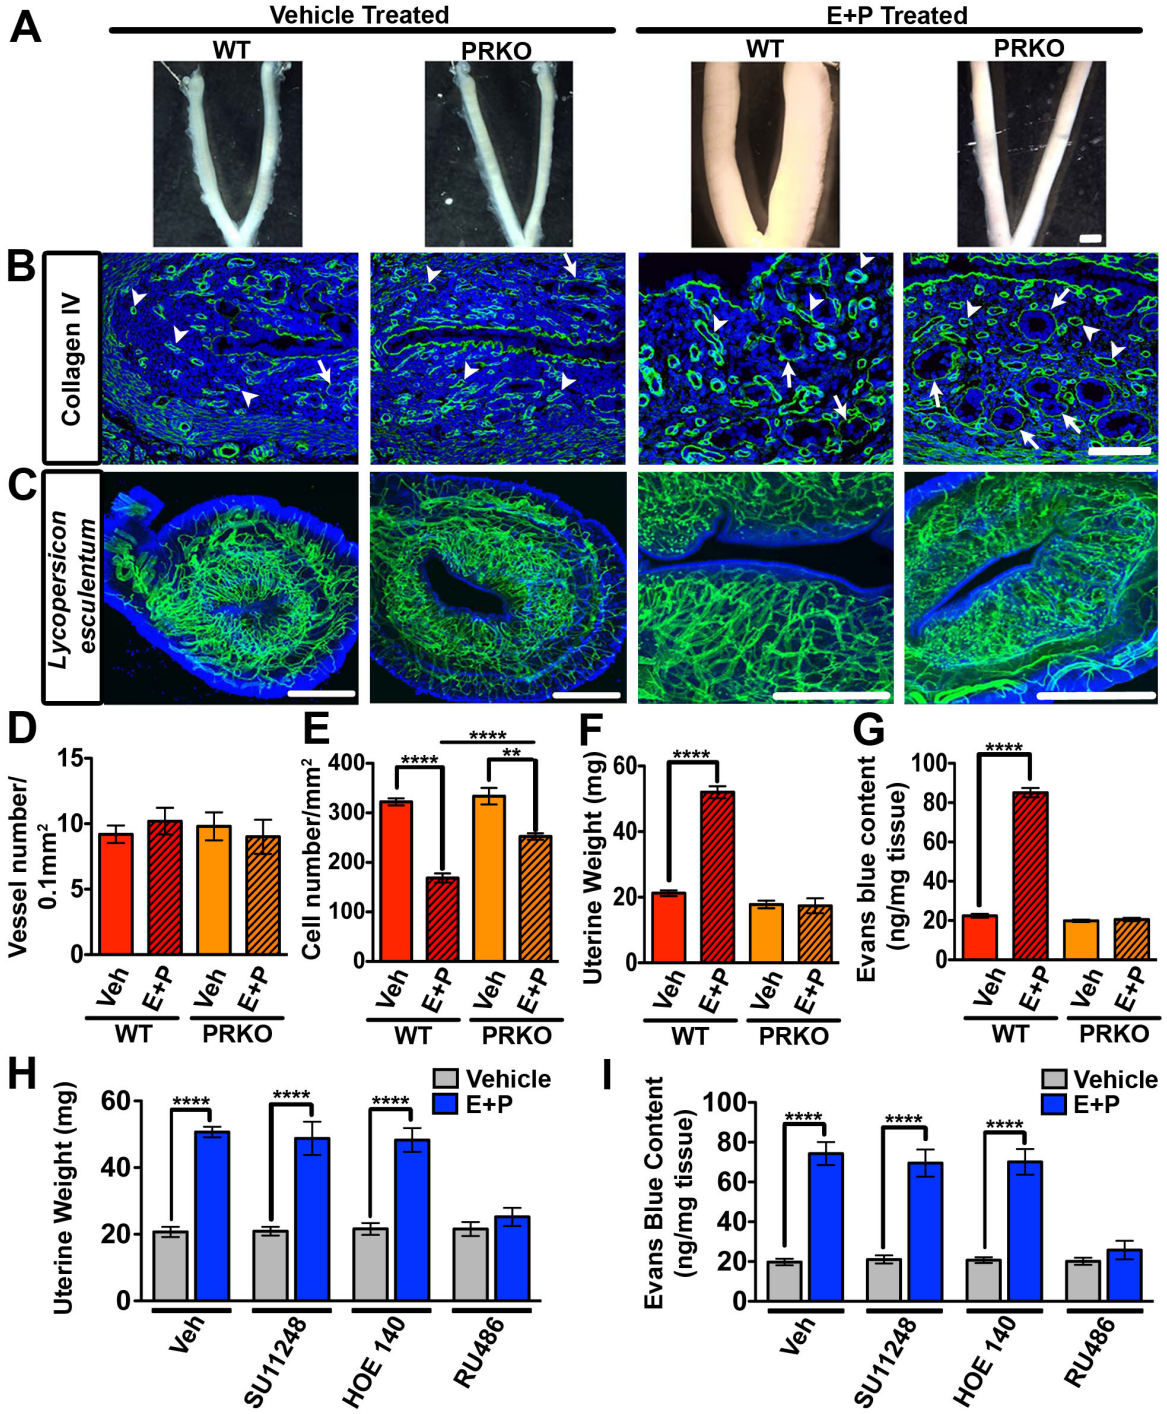 A
Vehicle Treated
E+P Treated
WT
PRKO
WT
PRKO
B
Collagen IV
C
Lycopersicon
esculentum
D
Vessel number/
0.1mm²
15
10
5
0
Veh
E+P
Veh
E+P
WT
PRKO
E
Cell number/mm²
400
300
200
100
0
****
****
**
Veh
E+P
Veh
E+P
WT
PRKO
F
Uterine Weight (mg)
60
40
20
0
****
Veh
E+P
Veh
E+P
WT
PRKO
G
Evans blue content
(ng/mg tissue)
100
80
60
40
20
0
****
Veh
E+P
Veh
E+P
WT
PRKO
H
Uterine Weight (mg)
60
40
20
0
Vehicle
E+P
****
****
****
Veh
SU11248
HOE 140
RU486
I
Evans Blue Content
(ng/mg tissue)
100
80
60
40
20
0
Vehicle
E+P
****
****
****
Veh
SU11248
HOE 140
RU486